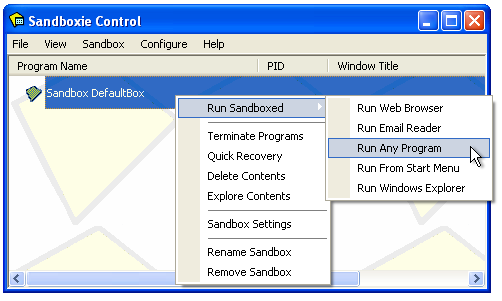 Sandboxie Control
File View Sandbox Configure Help
Program Name PID Window Title
Sandbox DefaultBox
Run Sandboxed
Terminate Programs
Quick Recovery
Delete Contents
Explore Contents
Sandbox Settings
Rename Sandbox
Remove Sandbox
Run Web Browser
Run Email Reader
Run Any Program
Run From Start Menu
Run Windows Explorer